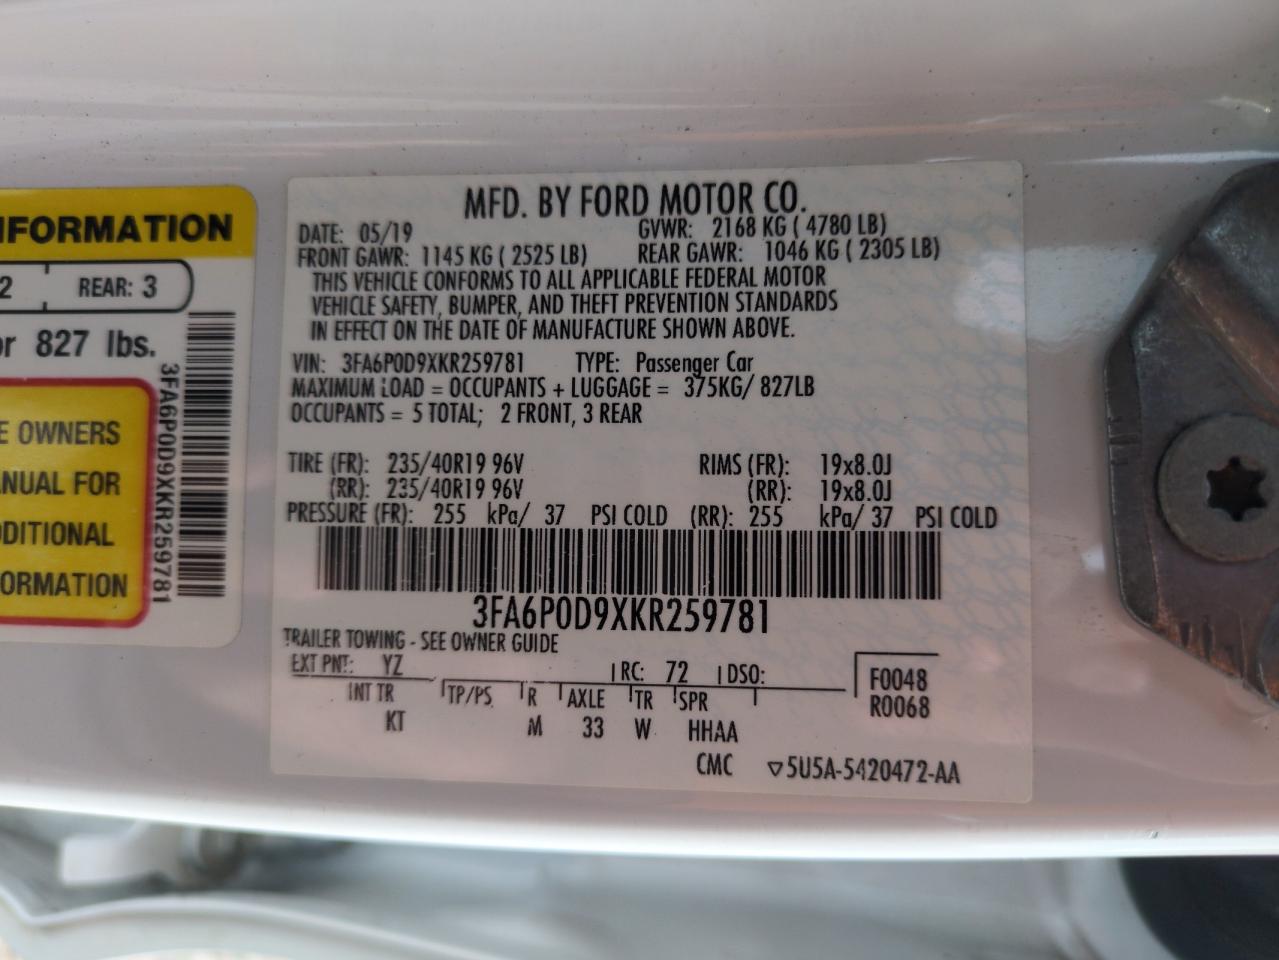 NFORMATION
2 REAR: 3
or 827 lbs.
E OWNERS
ANUAL FOR
DDITIONAL
FORMATION
3FA6P0D9XKR259781
MFD. BY FORD MOTOR CO.
DATE: 05/19 GVWR: 2168 KG ( 4780 LB)
FRONT GAWR: 1145 KG ( 2525 LB) REAR GAWR: 1046 KG ( 2305 LB)
THIS VEHICLE CONFORMS TO ALL APPLICABLE FEDERAL MOTOR
VEHICLE SAFETY, BUMPER, AND THEFT PREVENTION STANDARDS
IN EFFECT ON THE DATE OF MANUFACTURE SHOWN ABOVE.
VIN: 3FA6P0D9XKR259781 TYPE: Passenger Car
MAXIMUM LOAD = OCCUPANTS + LUGGAGE = 375KG/ 827LB
OCCUPANTS = 5 TOTAL; 2 FRONT, 3 REAR
TIRE (FR): 235/40R19 96V RIMS (FR): 19x8.0J
(RR): 235/40R19 96V (RR): 19x8.0J
PRESSURE (FR): 255 kPa/ 37 PSI COLD (RR): 255 kPa/ 37 PSI COLD
3FA6P0D9XKR259781
TRAILER TOWING - SEE OWNER GUIDE
EXT PNT: YZ RC: 72 DSO: F0048
INT TR TP/PS R AXLE TR SPR R0068
KT M 33 W HHAA
CMC ▽5U5A-5420472-AA